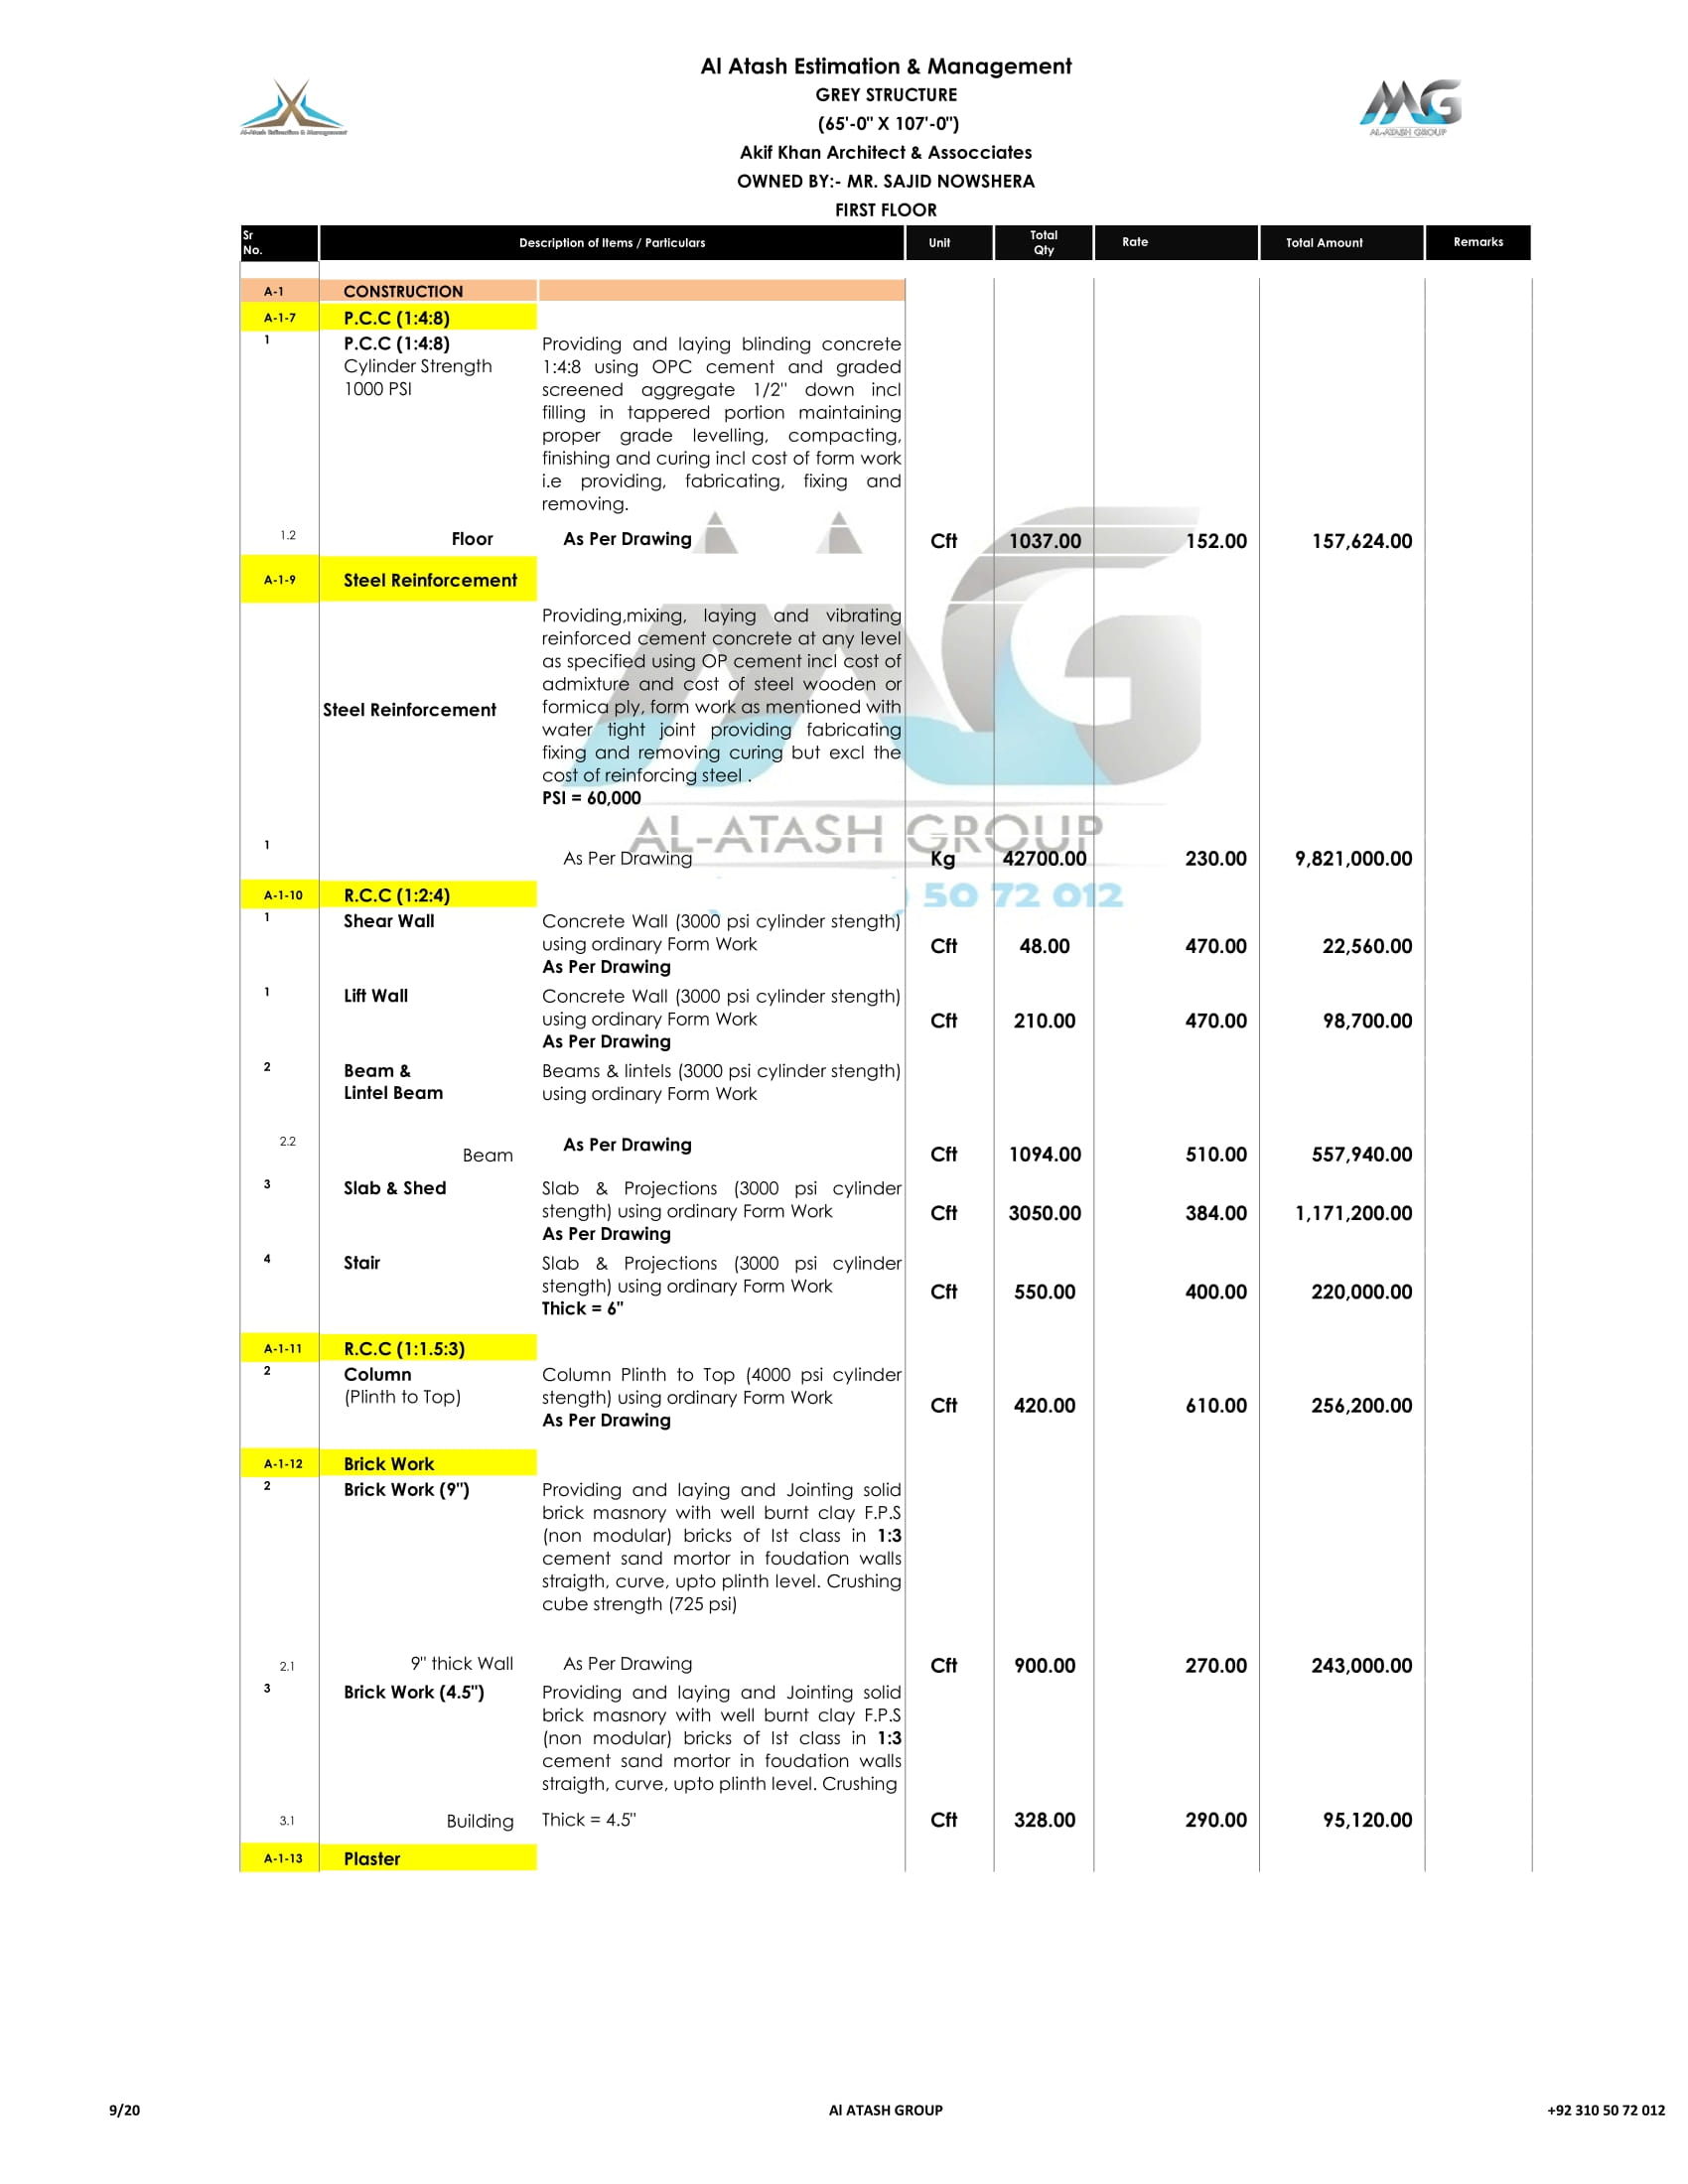 Al Atash Estimation & Management
GREY STRUCTURE
(65'-0" X 107'-0")
Akif Khan Architect & Assocciates
OWNED BY:- MR. SAJID NOWSHERA
FIRST FLOOR
Al-Atash Estimation & Management
MG
AL-ATASH GROUP
Sr No. Description of Items / Particulars Unit Total Qty Rate Total Amount Remarks
A-1 CONSTRUCTION
A-1-7 P.C.C (1:4:8)
1 P.C.C (1:4:8) Providing and laying blinding concrete
Cylinder Strength 1:4:8 using OPC cement and graded
1000 PSI screened aggregate 1/2" down incl
filling in tappered portion maintaining
proper grade levelling, compacting,
finishing and curing incl cost of form work
i.e providing, fabricating, fixing and
removing.
1.2 Floor As Per Drawing Cft 1037.00 152.00 157,624.00
A-1-9 Steel Reinforcement
Providing,mixing, laying and vibrating
reinforced cement concrete at any level
as specified using OP cement incl cost of
admixture and cost of steel wooden or
Steel Reinforcement formica ply, form work as mentioned with
water tight joint providing fabricating
fixing and removing curing but excl the
cost of reinforcing steel .
PSI = 60,000
MG
AL-ATASH GROUP
1 As Per Drawing Kg 42700.00 230.00 9,821,000.00
50 72 012
A-1-10 R.C.C (1:2:4)
1 Shear Wall Concrete Wall (3000 psi cylinder stength)
using ordinary Form Work Cft 48.00 470.00 22,560.00
As Per Drawing
1 Lift Wall Concrete Wall (3000 psi cylinder stength)
using ordinary Form Work Cft 210.00 470.00 98,700.00
As Per Drawing
2 Beam & Beams & lintels (3000 psi cylinder stength)
Lintel Beam using ordinary Form Work
2.2 Beam As Per Drawing Cft 1094.00 510.00 557,940.00
3 Slab & Shed Slab & Projections (3000 psi cylinder
stength) using ordinary Form Work Cft 3050.00 384.00 1,171,200.00
As Per Drawing
4 Stair Slab & Projections (3000 psi cylinder
stength) using ordinary Form Work Cft 550.00 400.00 220,000.00
Thick = 6"
A-1-11 R.C.C (1:1.5:3)
2 Column Column Plinth to Top (4000 psi cylinder
(Plinth to Top) stength) using ordinary Form Work Cft 420.00 610.00 256,200.00
As Per Drawing
A-1-12 Brick Work
2 Brick Work (9") Providing and laying and Jointing solid
brick masnory with well burnt clay F.P.S
(non modular) bricks of Ist class in 1:3
cement sand mortor in foudation walls
straigth, curve, upto plinth level. Crushing
cube strength (725 psi)
2.1 9" thick Wall As Per Drawing Cft 900.00 270.00 243,000.00
3 Brick Work (4.5") Providing and laying and Jointing solid
brick masnory with well burnt clay F.P.S
(non modular) bricks of Ist class in 1:3
cement sand mortor in foudation walls
straigth, curve, upto plinth level. Crushing
3.1 Building Thick = 4.5" Cft 328.00 290.00 95,120.00
A-1-13 Plaster
9/20 Al ATASH GROUP +92 310 50 72 012